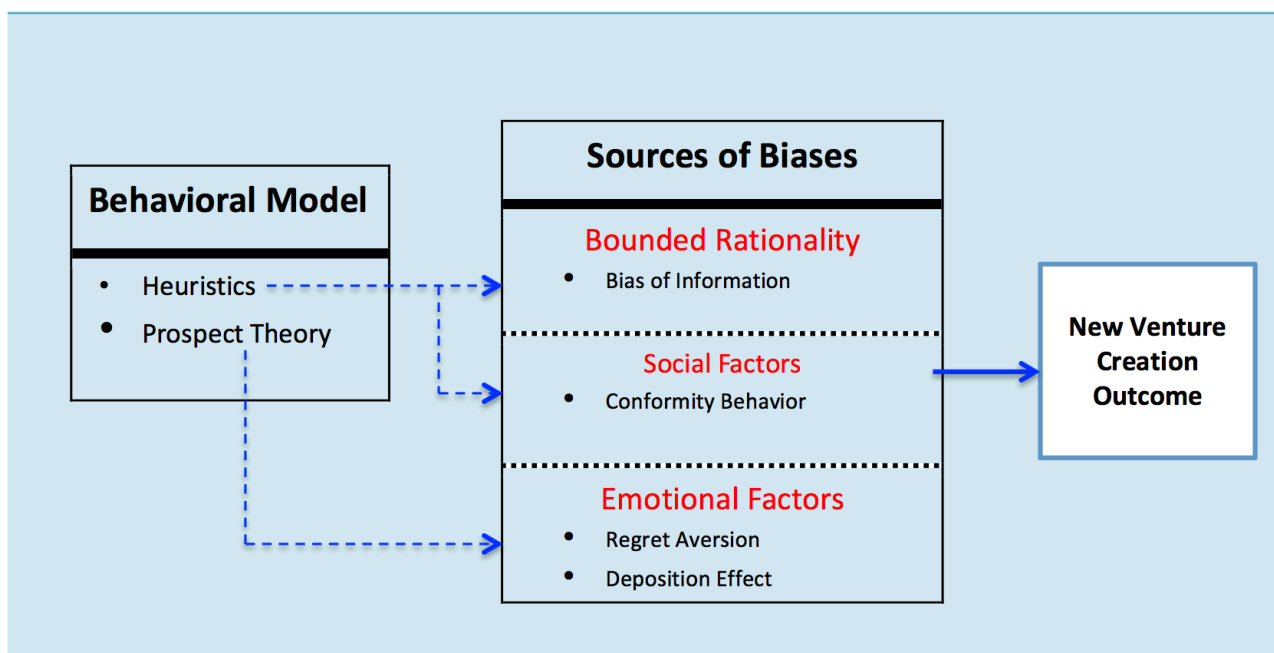 Behavioral Model
• Heuristics
• Prospect Theory
Sources of Biases
Bounded Rationality
• Bias of Information
Social Factors
• Conformity Behavior
Emotional Factors
• Regret Aversion
• Deposition Effect
New Venture
Creation
Outcome